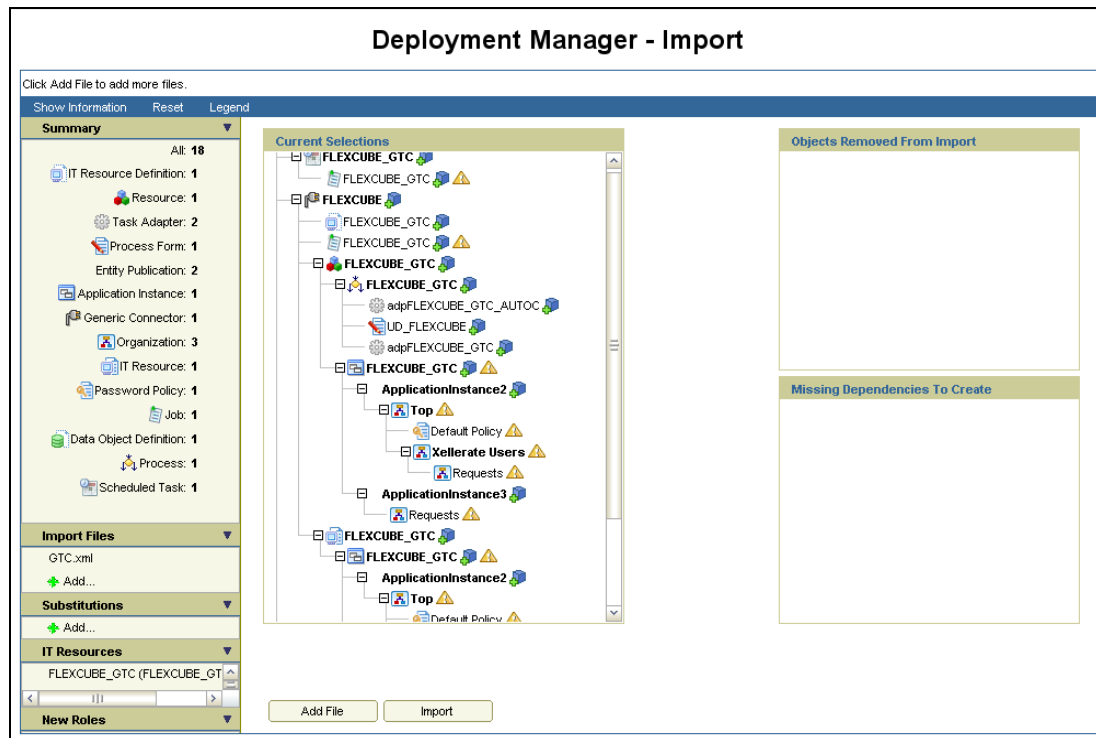 Deployment Manager - Import
Click Add File to add more files.
Show Information Reset Legend
Summary
All: 18
IT Resource Definition: 1
Resource: 1
Task Adapter: 2
Process Form: 1
Entity Publication: 2
Application Instance: 1
Generic Connector: 1
Organization: 3
IT Resource: 1
Password Policy: 1
Job: 1
Data Object Definition: 1
Process: 1
Scheduled Task: 1
Import Files
GTC.xml
Add...
Substitutions
Add...
IT Resources
FLEXCUBE_GTC (FLEXCUBE_GT
New Roles
Current Selections
FLEXCUBE_GTC
FLEXCUBE_GTC
FLEXCUBE
FLEXCUBE_GTC
FLEXCUBE_GTC
FLEXCUBE_GTC
FLEXCUBE_GTC
adpFLEXCUBE_GTC_AUTOC
UD_FLEXCUBE
adpFLEXCUBE_GTC
FLEXCUBE_GTC
ApplicationInstance2
Top
Default Policy
Xellerate Users
Requests
ApplicationInstance3
Requests
FLEXCUBE_GTC
FLEXCUBE_GTC
ApplicationInstance2
Top
Default Policy
Add File Import
Objects Removed From Import
Missing Dependencies To Create